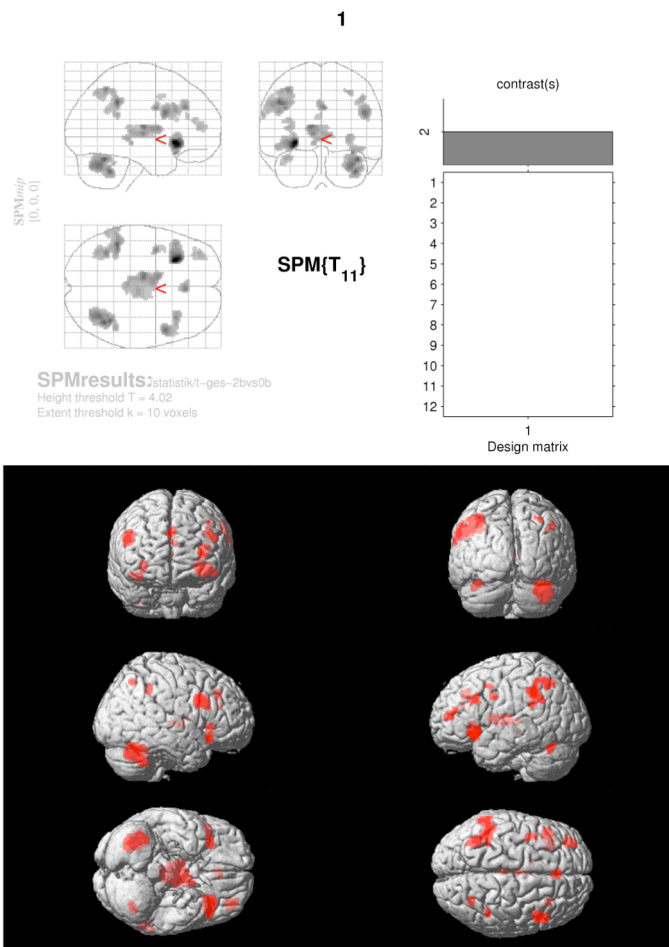 1
contrast(s)
2
SPMmip
[0, 0, 0]
<
<
<
SPM{T11}
1
2
3
4
5
6
7
8
9
10
11
12
1
Design matrix
SPMresults: ./statistik/t-ges-2bvs0b
Height threshold T = 4.02
Extent threshold k = 10 voxels